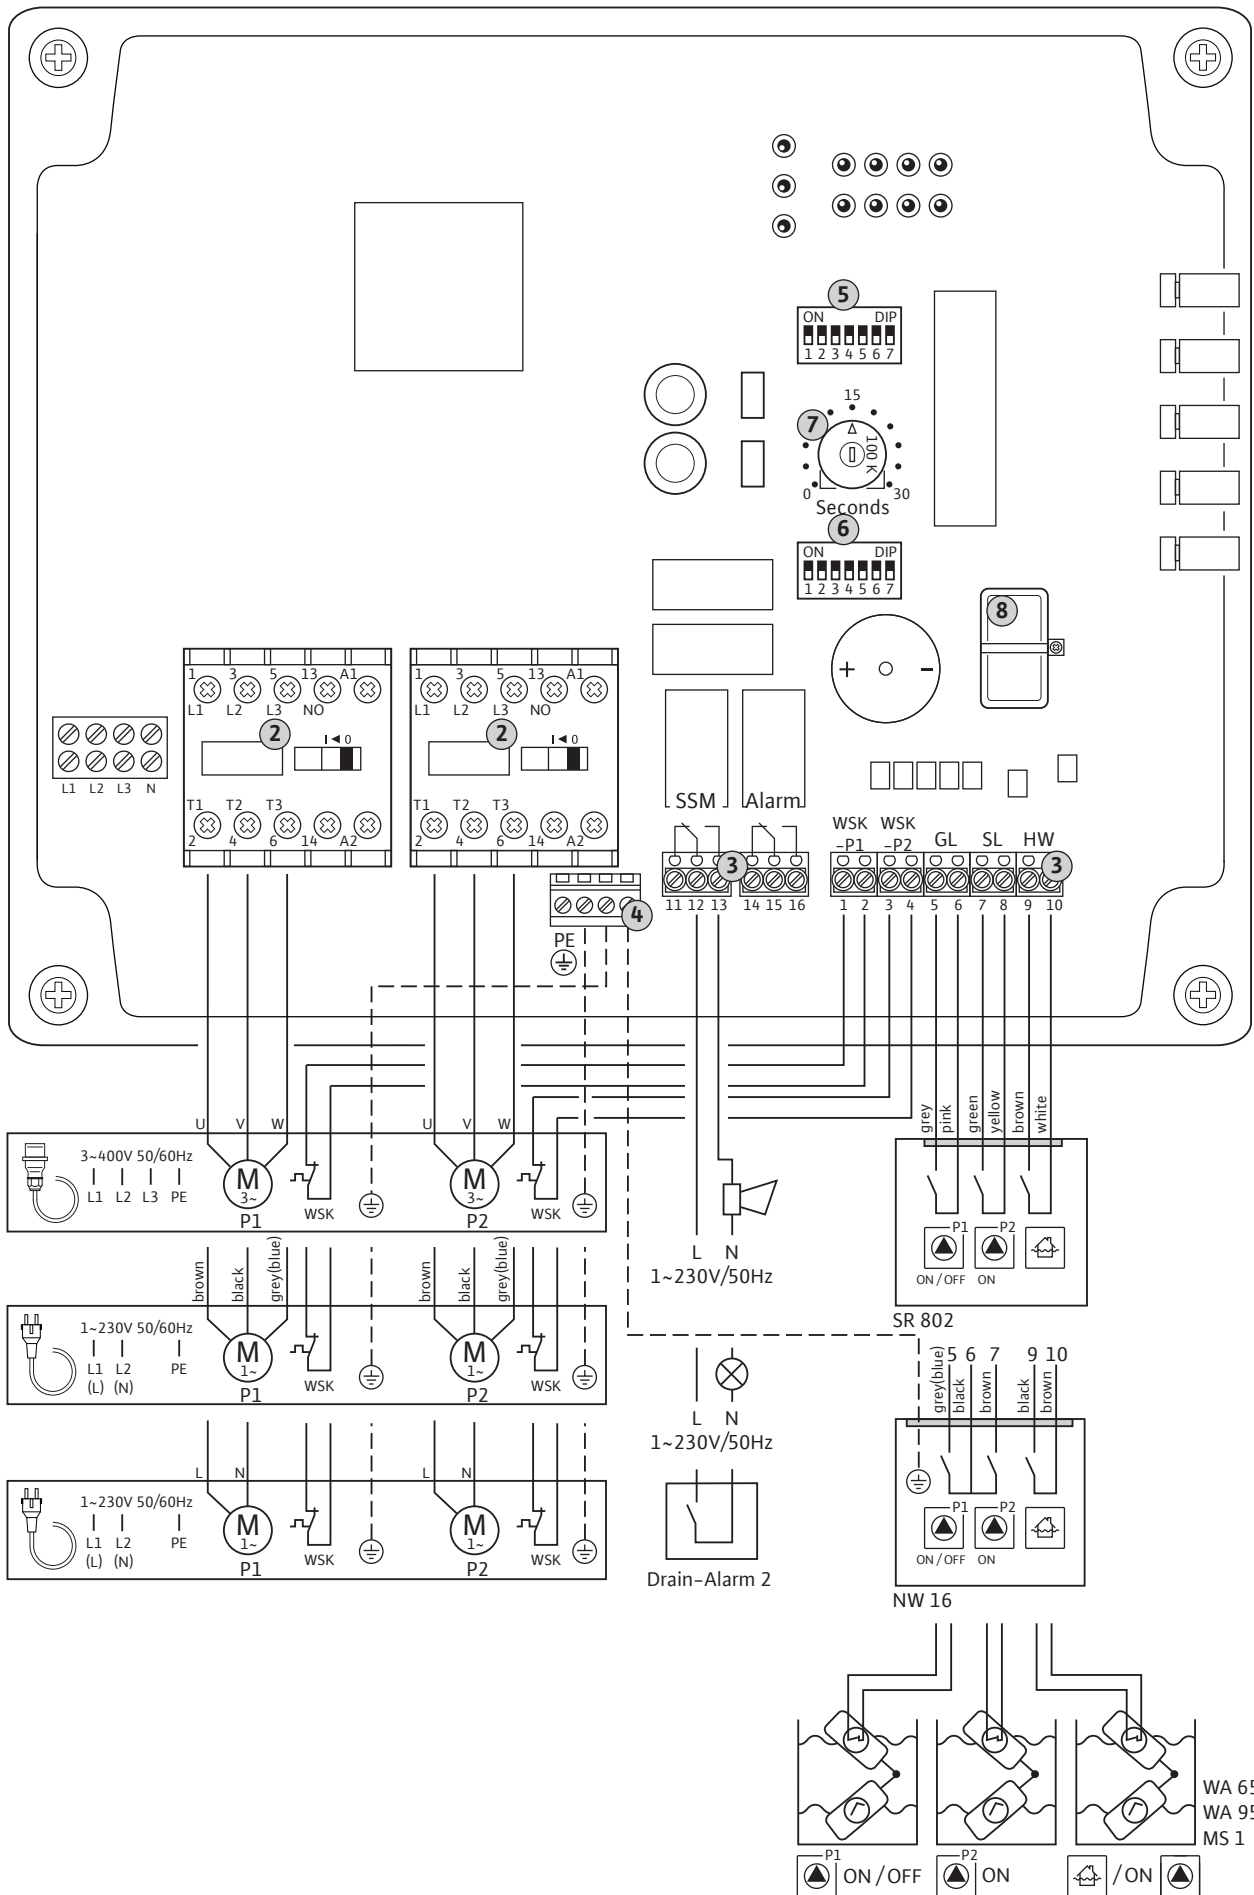 5
ON DIP
1 2 3 4 5 6 7
15
7
100 K
0 30
Seconds
6
ON DIP
1 2 3 4 5 6 7
8
+ −
1 3 5 13 A1
L1 L2 L3 NO
2
I ◄ 0
T1 T2 T3
2 4 6 14 A2
1 3 5 13 A1
L1 L2 L3 NO
2
I ◄ 0
T1 T2 T3
2 4 6 14 A2
L1 L2 L3 N
SSM Alarm
3
11 12 13 14 15 16
WSK WSK
-P1 -P2 GL SL HW
3
1 2 3 4 5 6 7 8 9 10
4
PE
U V W U V W
3~400V 50/60Hz
L1 L2 L3 PE
M
3~
P1
WSK
M
3~
P2
WSK
brown black grey(blue) brown black grey(blue)
1~230V 50/60Hz
L1 L2 PE
(L) (N)
M
1~
P1
WSK
M
1~
P2
WSK
L N L N
1~230V 50/60Hz
L1 L2 PE
(L) (N)
M
1~
P1
WSK
M
1~
P2
WSK
L N
1~230V/50Hz
L N
1~230V/50Hz
Drain-Alarm 2
grey pink green yellow brown white
P1 P2
ON/OFF ON
SR 802
5 6 7 9 10
grey(blue) black brown black brown
P1 P2
ON/OFF ON
NW 16
WA 65
WA 95
MS 1
P1 ON/OFF P2 ON /ON